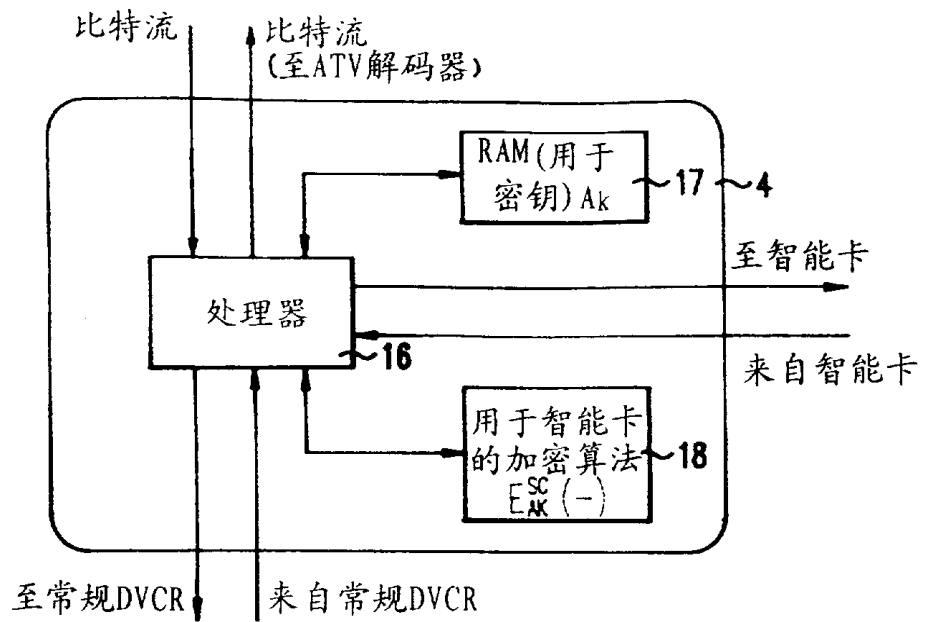 比特流
比特流
(至ATV解码器)
RAM(用于
密钥)Ak
17
4
至智能卡
处理器
16
来自智能卡
用于智能卡
的加密算法
E SC AK (-)
18
至常规DVCR
来自常规DVCR